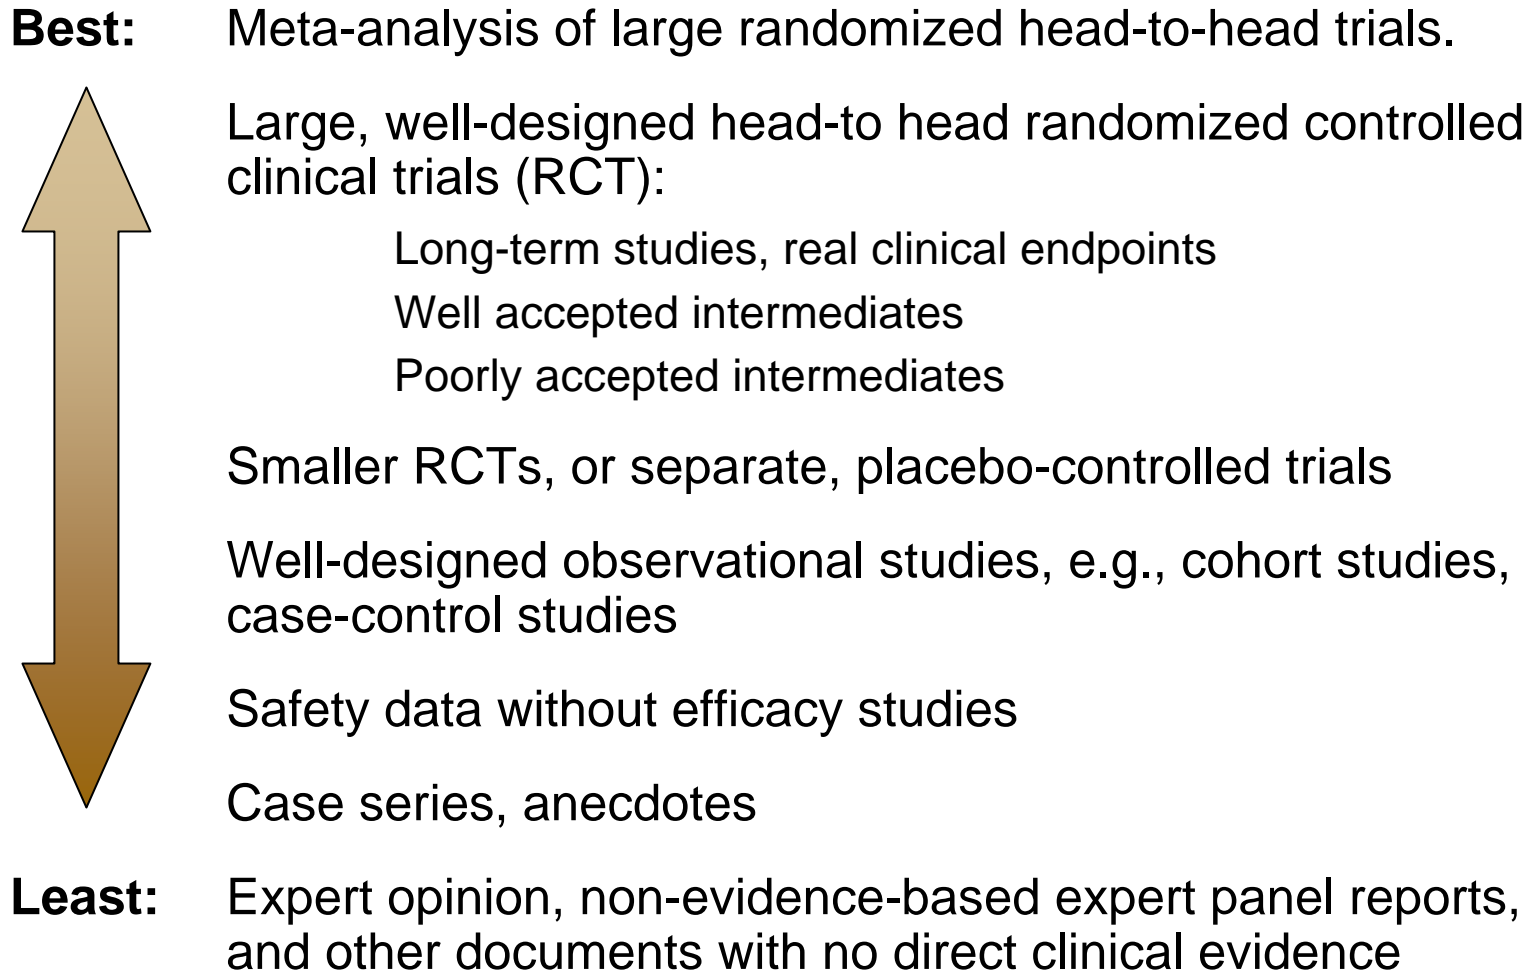 Best: Meta-analysis of large randomized head-to-head trials.
Large, well-designed head-to head randomized controlled
clinical trials (RCT):
Long-term studies, real clinical endpoints
Well accepted intermediates
Poorly accepted intermediates
Smaller RCTs, or separate, placebo-controlled trials
Well-designed observational studies, e.g., cohort studies,
case-control studies
Safety data without efficacy studies
Case series, anecdotes
Least: Expert opinion, non-evidence-based expert panel reports,
and other documents with no direct clinical evidence